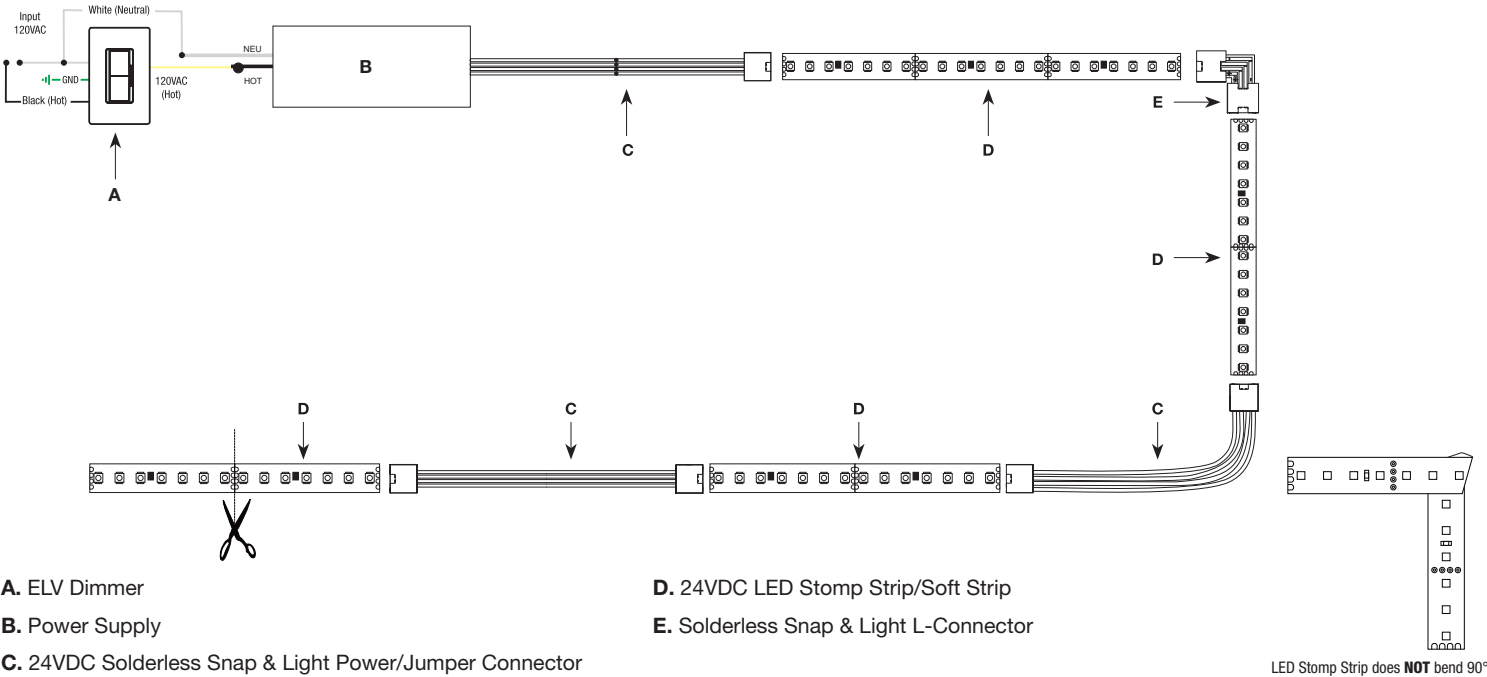 Input
120VAC
White (Neutral)
GND
Black (Hot)
120VAC
(Hot)
NEU
HOT
B
A
C
D
E
D
D
C
D
C
A. ELV Dimmer
B. Power Supply
C. 24VDC Solderless Snap & Light Power/Jumper Connector
D. 24VDC LED Stomp Strip/Soft Strip
E. Solderless Snap & Light L-Connector
LED Stomp Strip does NOT bend 90°